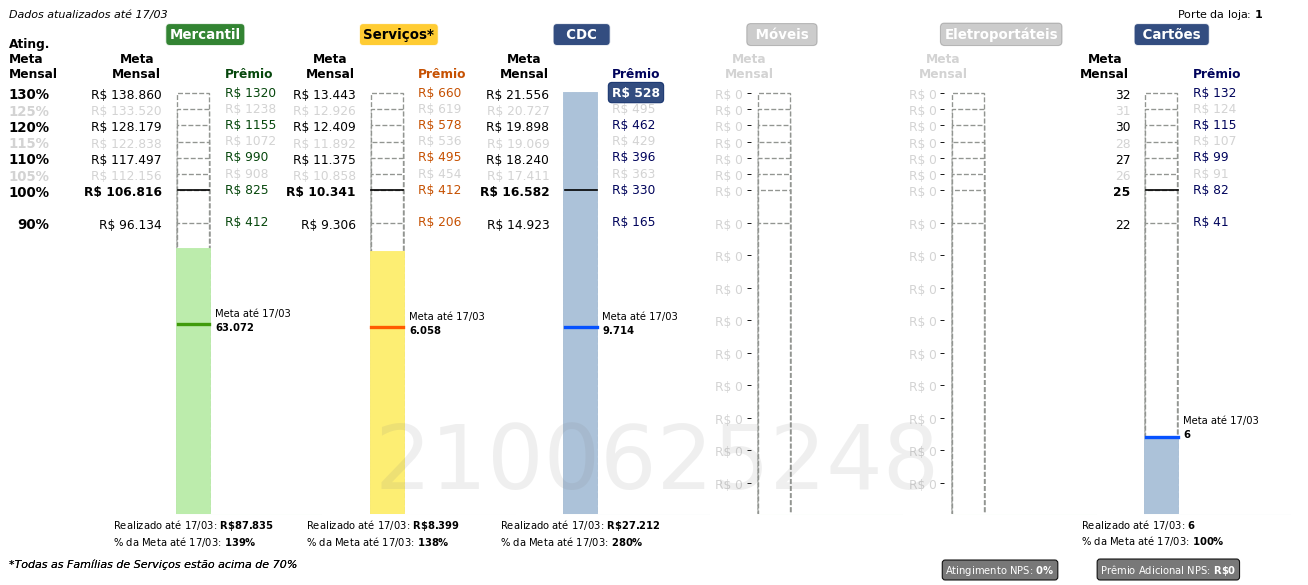 Dados atualizados até 17/03
Porte da loja: 1
Mercantil Serviços* CDC Móveis Eletroportáteis Cartões
Ating. Meta Mensal
Meta Mensal Prêmio Meta Mensal Prêmio Meta Mensal Prêmio Meta Mensal Meta Mensal Meta Mensal Prêmio
130% R$ 138.860 R$ 1320 R$ 13.443 R$ 660 R$ 21.556 R$ 528 R$ 0 R$ 0 32 R$ 132
125% R$ 133.520 R$ 1238 R$ 12.926 R$ 619 R$ 20.727 R$ 495 R$ 0 R$ 0 31 R$ 124
120% R$ 128.179 R$ 1155 R$ 12.409 R$ 578 R$ 19.898 R$ 462 R$ 0 R$ 0 30 R$ 115
115% R$ 122.838 R$ 1072 R$ 11.892 R$ 536 R$ 19.069 R$ 429 R$ 0 R$ 0 28 R$ 107
110% R$ 117.497 R$ 990 R$ 11.375 R$ 495 R$ 18.240 R$ 396 R$ 0 R$ 0 27 R$ 99
105% R$ 112.156 R$ 908 R$ 10.858 R$ 454 R$ 17.411 R$ 363 R$ 0 R$ 0 26 R$ 91
100% R$ 106.816 R$ 825 R$ 10.341 R$ 412 R$ 16.582 R$ 330 R$ 0 R$ 0 25 R$ 82
90% R$ 96.134 R$ 412 R$ 9.306 R$ 206 R$ 14.923 R$ 165 R$ 0 R$ 0 22 R$ 41
R$ 0 R$ 0
R$ 0 R$ 0
Meta até 17/03 Meta até 17/03 Meta até 17/03
63.072 6.058 9.714
R$ 0 R$ 0
R$ 0 R$ 0
R$ 0 R$ 0
R$ 0 R$ 0
Meta até 17/03
6
R$ 0 R$ 0
R$ 0 R$ 0
2100625248
Realizado até 17/03: R$87.835 Realizado até 17/03: R$8.399 Realizado até 17/03: R$27.212 Realizado até 17/03: 6
% da Meta até 17/03: 139% % da Meta até 17/03: 138% % da Meta até 17/03: 280% % da Meta até 17/03: 100%
*Todas as Famílias de Serviços estão acima de 70%
Atingimento NPS: 0% Prêmio Adicional NPS: R$0